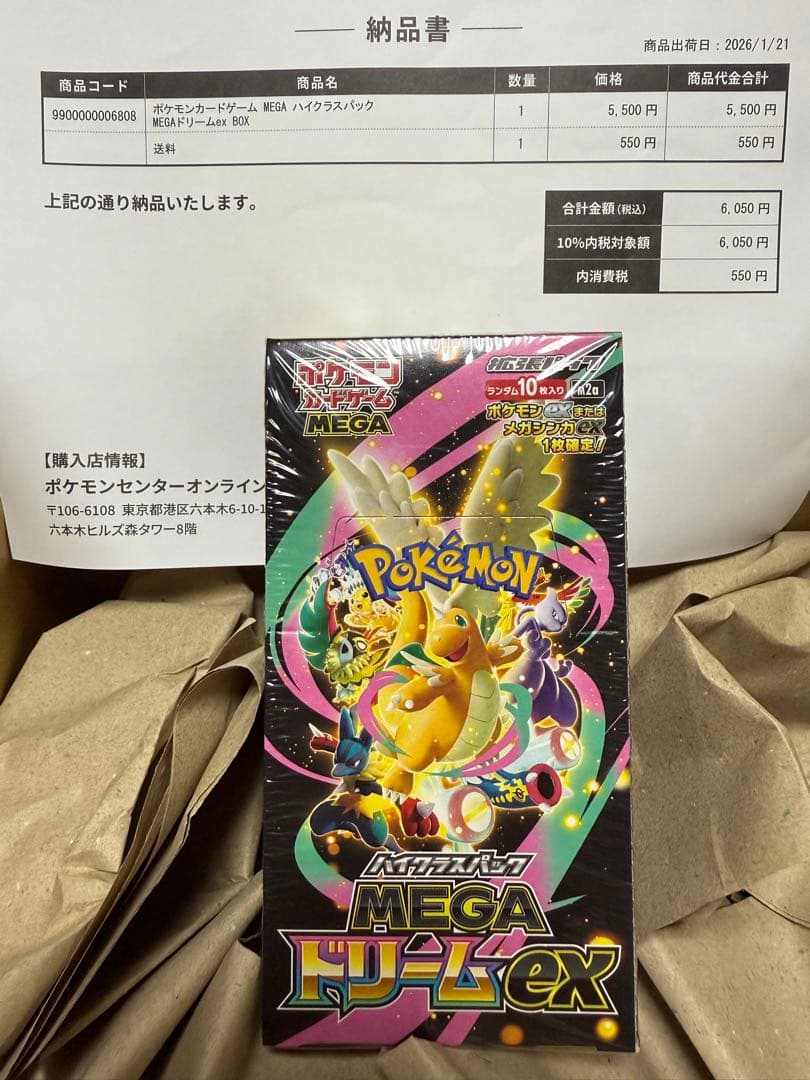 納品書
商品出荷日：2026/1/21
商品コード 商品名 数量 価格 商品代金合計
9900000006808 ポケモンカードゲーム MEGA ハイクラスパック 1 5,500 円 5,500 円
MEGAドリームex BOX
送料 1 550 円 550 円
上記の通り納品いたします。
合計金額(税込) 6,050 円
10%内税対象額 6,050 円
内消費税 550 円
【購入店情報】
ポケモンセンターオンライン
〒106-6108 東京都港区六本木6-10-1
六本木ヒルズ森タワー8階
ポケモン
カードゲーム
MEGA
拡張パック
ランダム10枚入り m2a
ポケモンexまたは
メガシンカex
1枚確定！
POKÉMON
ハイクラスパック
MEGA
ドリームex